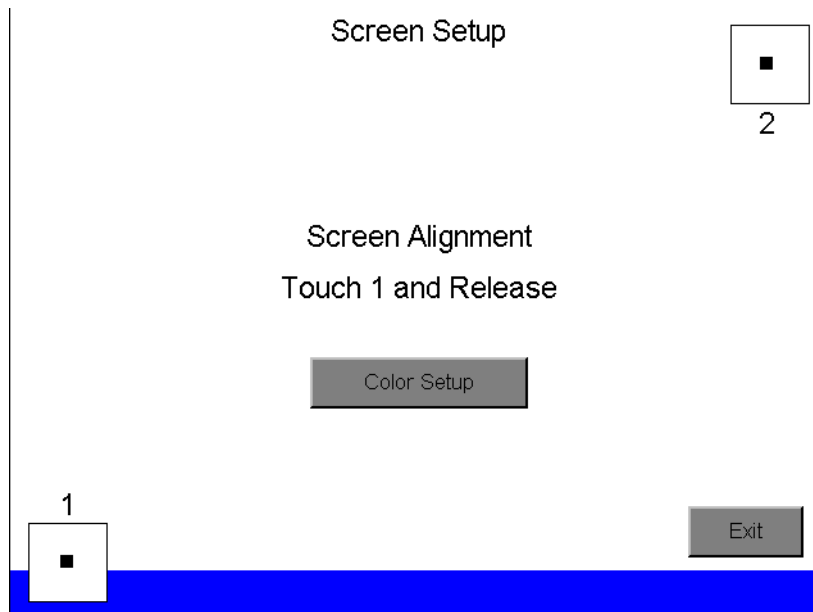 Screen Setup
2
Screen Alignment
Touch 1 and Release
Color Setup
1
Exit